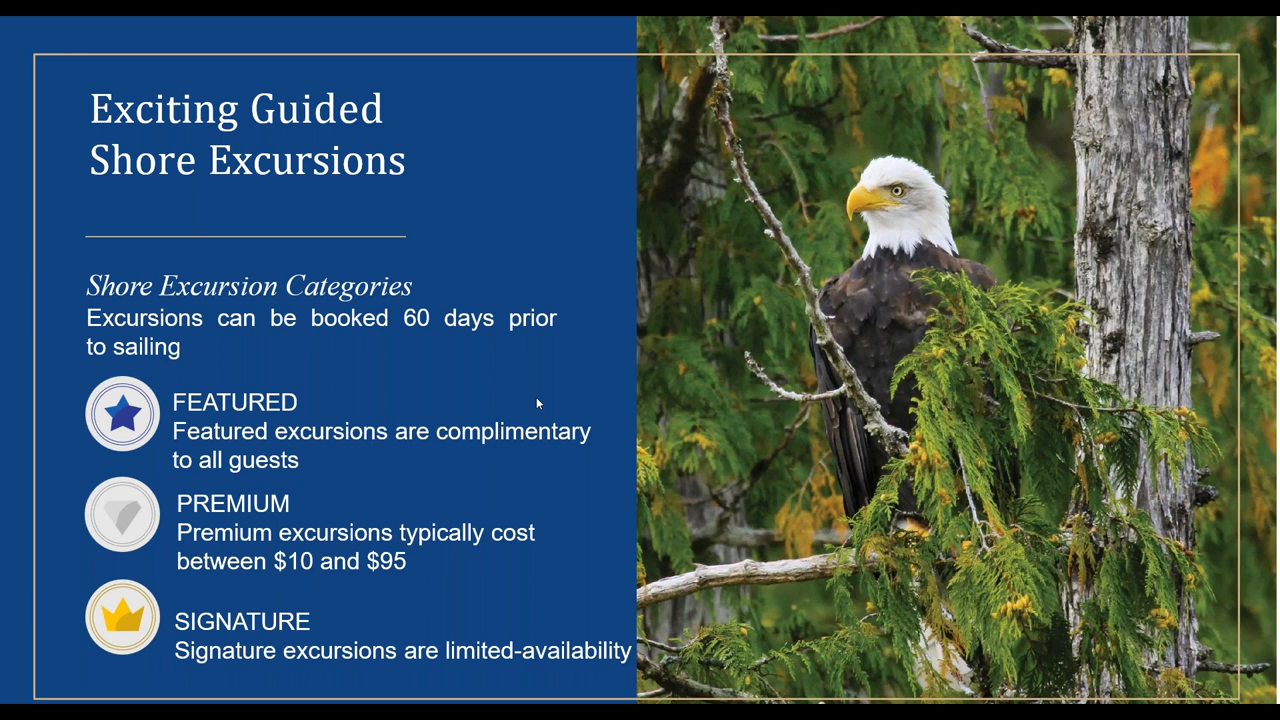 Exciting Guided
Shore Excursions
Shore Excursion Categories
Excursions can be booked 60 days prior
to sailing
FEATURED
Featured excursions are complimentary
to all guests
PREMIUM
Premium excursions typically cost
between $10 and $95
SIGNATURE
Signature excursions are limited-availability